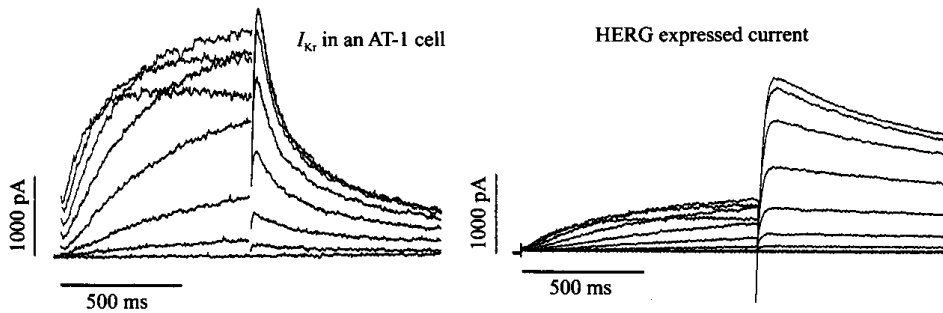 I_Kr in an AT-1 cell
1000 pA
500 ms
HERG expressed current
1000 pA
500 ms